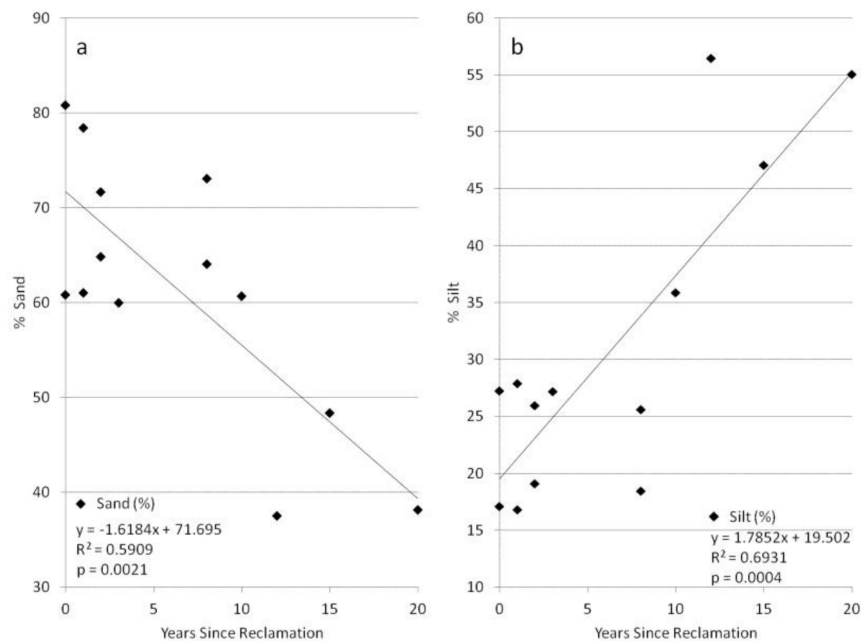 a
90
80
70
60
50
40
30
% Sand
0 5 10 15 20
Years Since Reclamation
Sand (%)
y = -1.6184x + 71.695
R² = 0.5909
p = 0.0021
b
60
55
50
45
40
35
30
25
20
15
10
% Silt
0 5 10 15 20
Years Since Reclamation
Silt (%)
y = 1.7852x + 19.502
R² = 0.6931
p = 0.0004